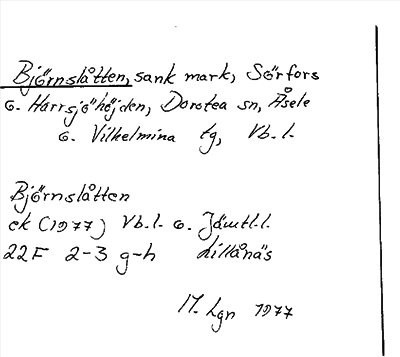 Björnslåtten, sank mark, Sörfors
o. Harrsjöhöjden, Dorotea sn, Åsele
o. Vilhelmina tg, Vb.l.
Björnslåtten
ek (1977) Vb.l. o. Jämtl.l.
22F 2-3 g-h Lillånäs
M. Lgn 1977